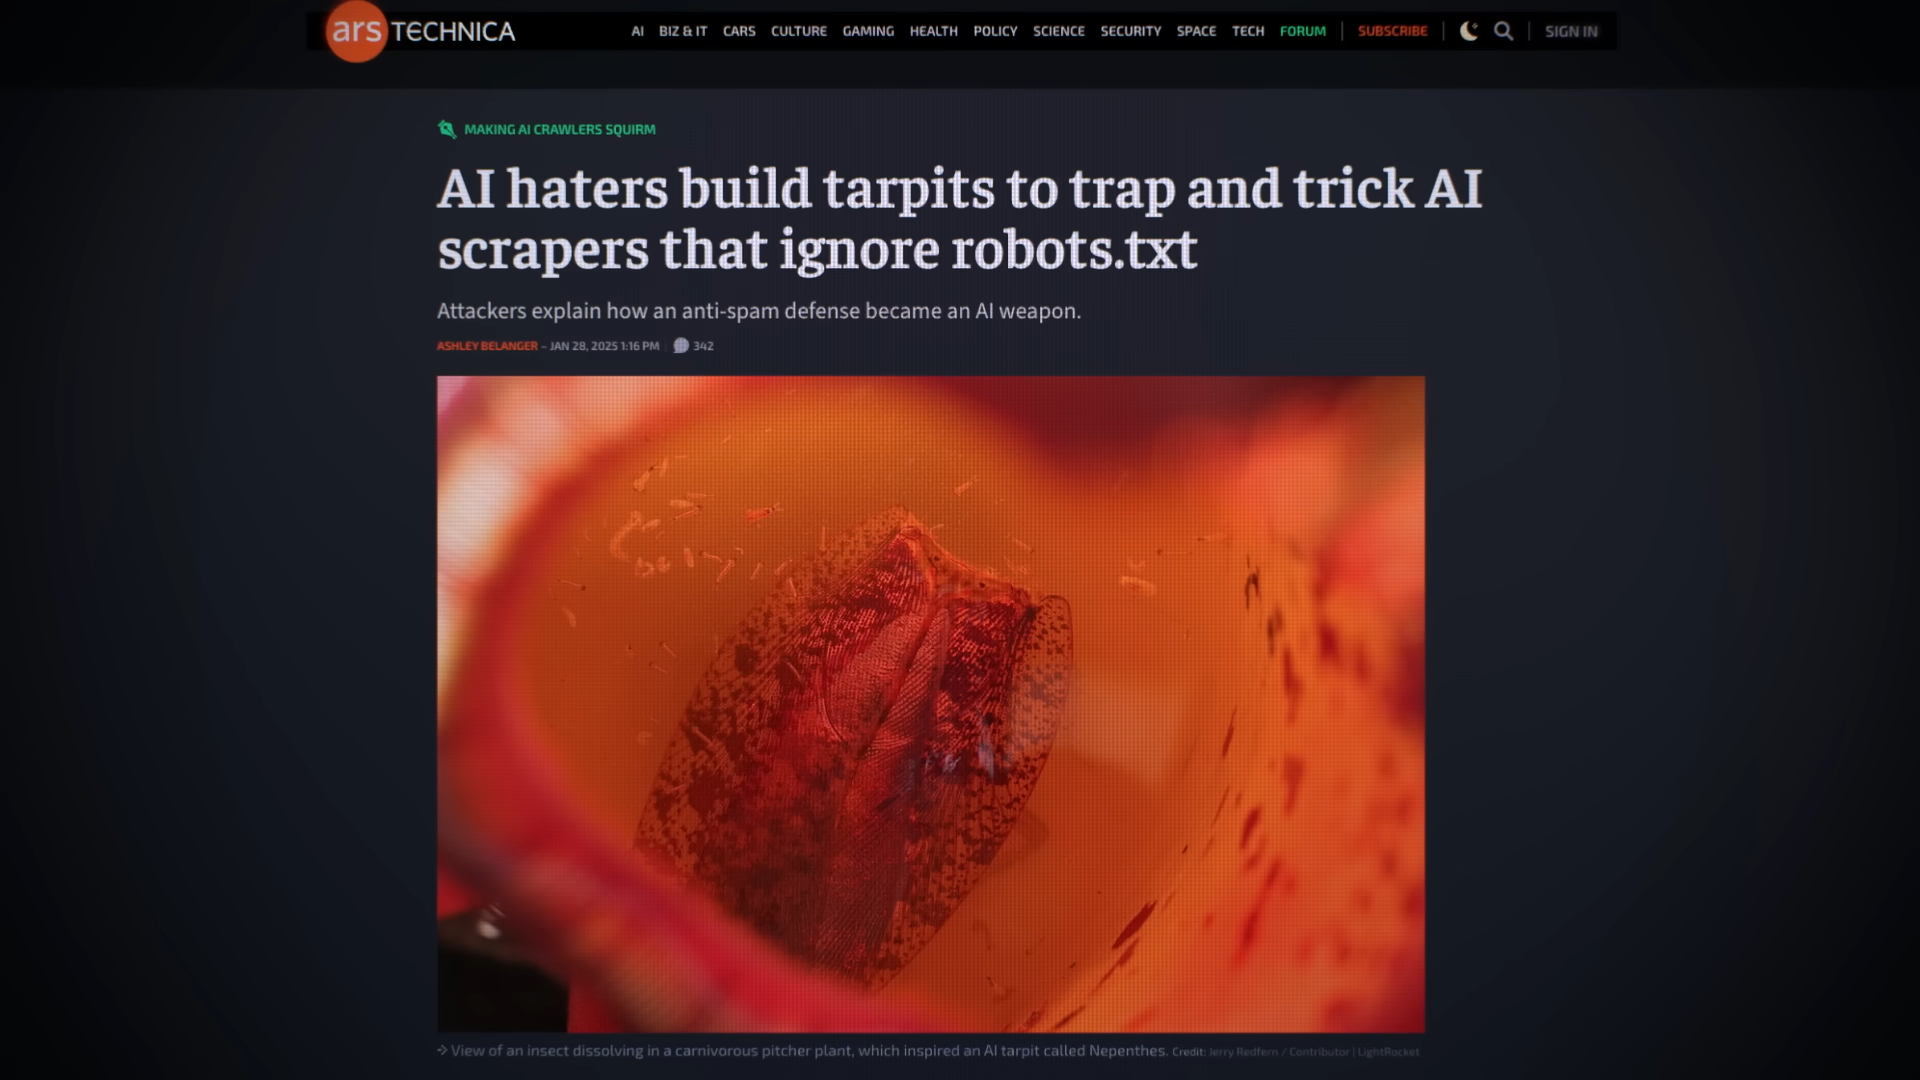 ars TECHNICA
AI BIZ & IT CARS CULTURE GAMING HEALTH POLICY SCIENCE SECURITY SPACE TECH FORUM SUBSCRIBE SIGN IN
MAKING AI CRAWLERS SQUIRM
AI haters build tarpits to trap and trick AI
scrapers that ignore robots.txt
Attackers explain how an anti-spam defense became an AI weapon.
ASHLEY BELANGER – JAN 28, 2025 1:16 PM 342
View of an insect dissolving in a carnivorous pitcher plant, which inspired an AI tarpit called Nepenthes. Credit: Jerry Redfern / Contributor | LightRocket